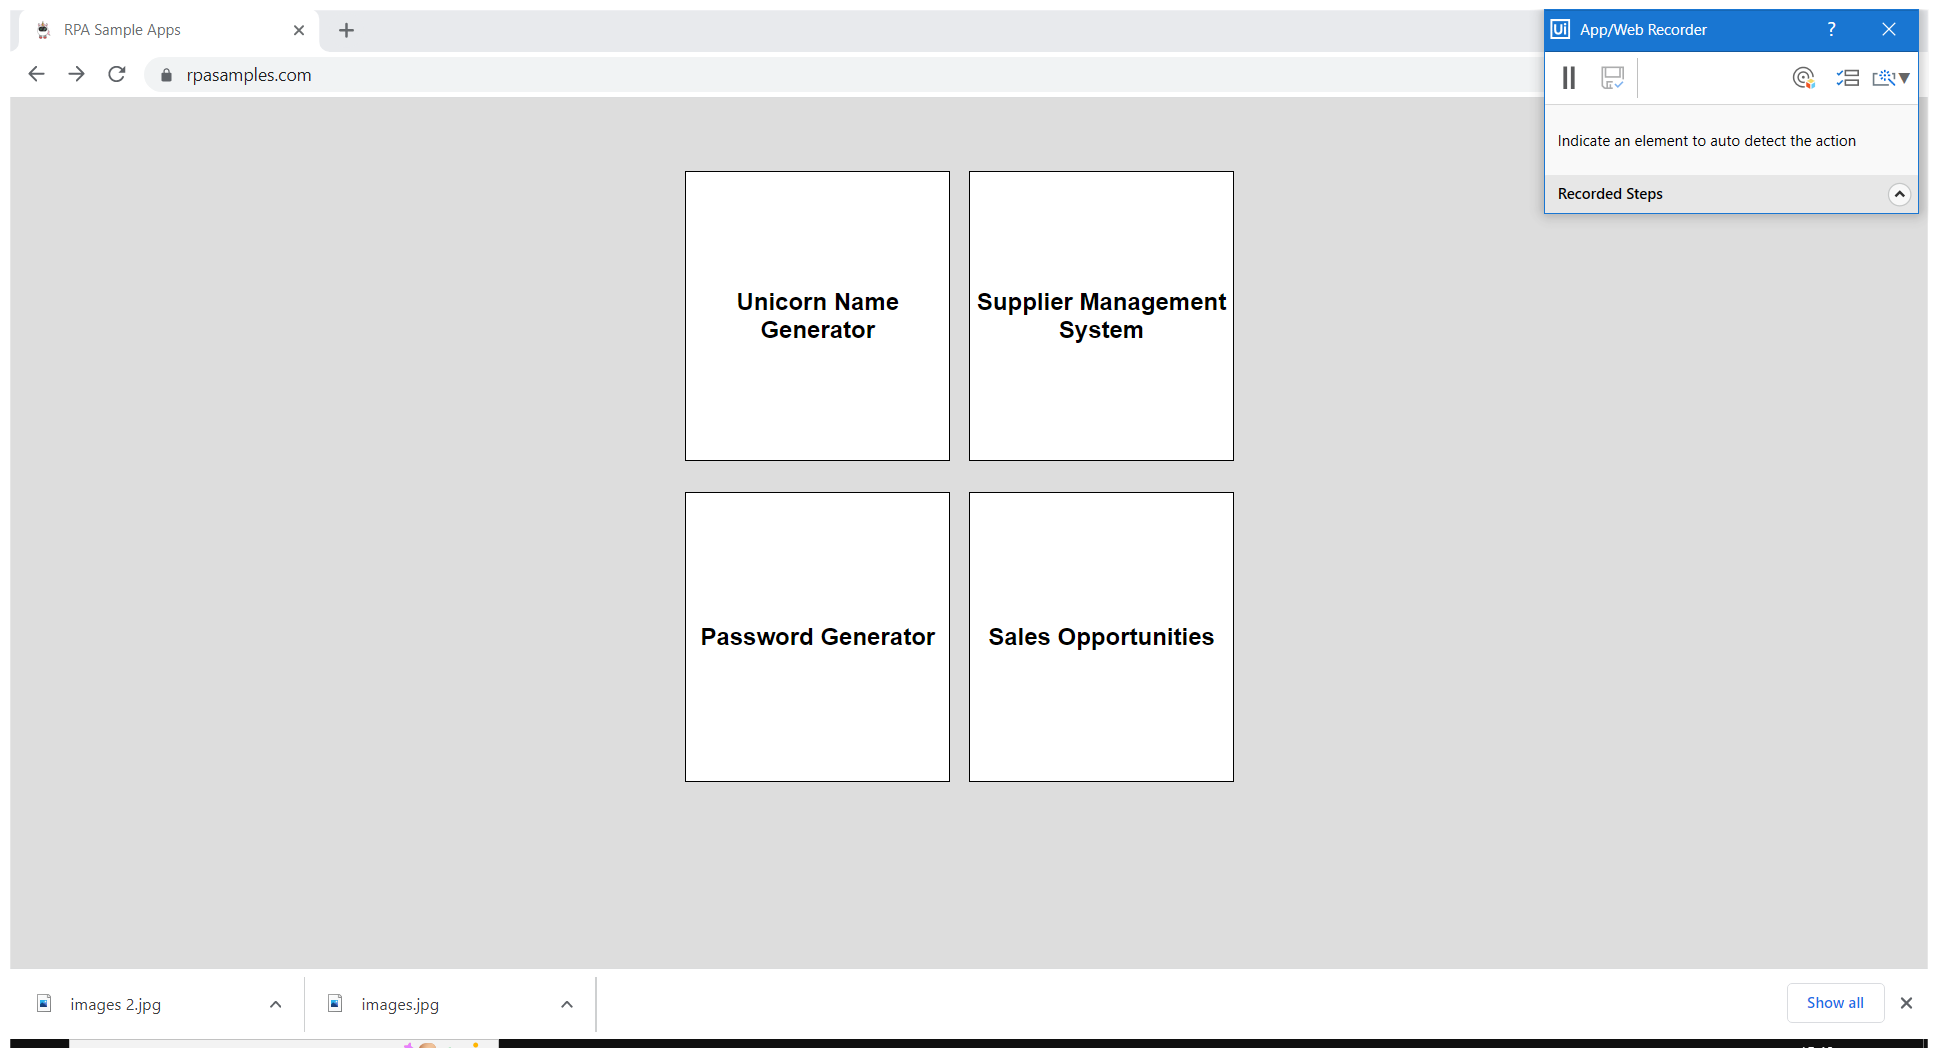 RPA Sample Apps
rpasamples.com
Ui App/Web Recorder ?
Indicate an element to auto detect the action
Recorded Steps
Unicorn Name
Generator
Supplier Management
System
Password Generator
Sales Opportunities
images 2.jpg
images.jpg
Show all